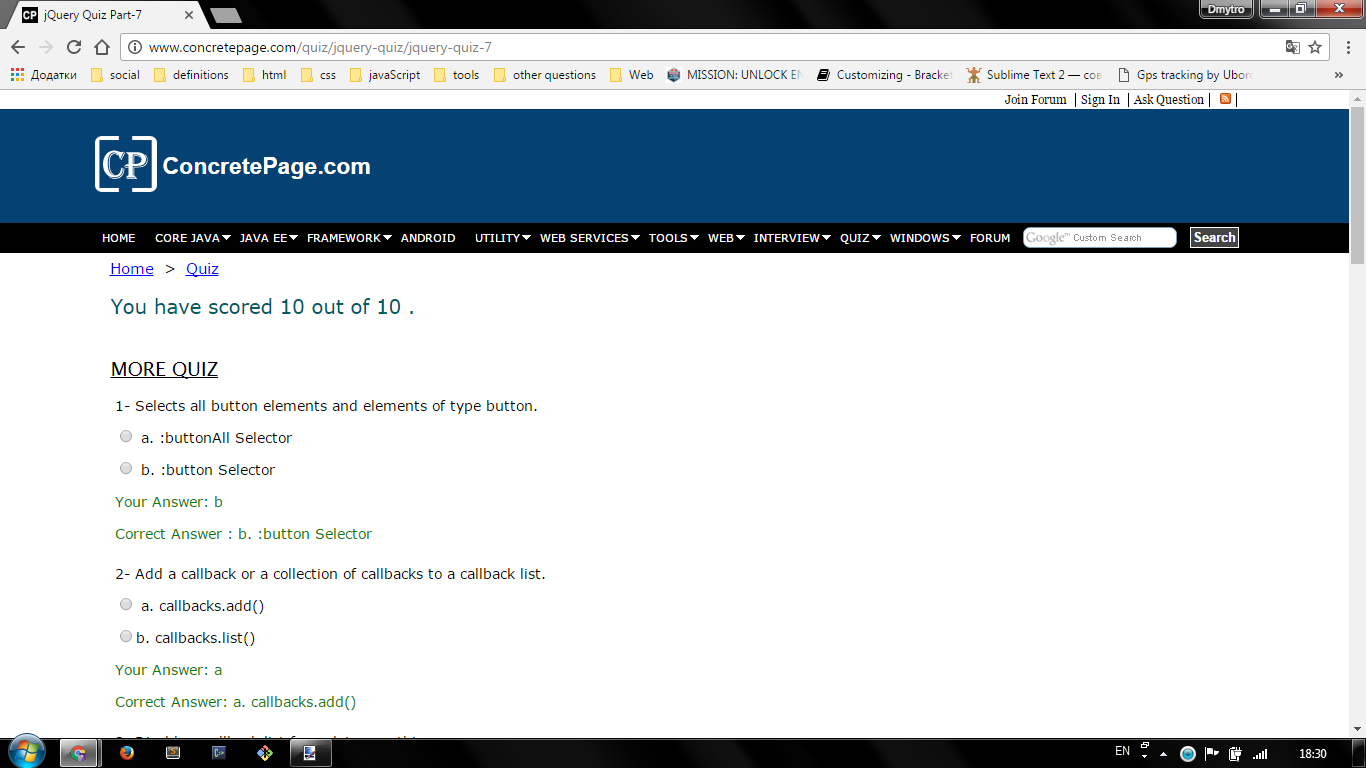 jQuery Quiz Part-7
Dmytro
www.concretepage.com/quiz/jquery-quiz/jquery-quiz-7
Додатки social definitions html css javaScript tools other questions Web MISSION: UNLOCK EN Customizing - Bracket Sublime Text 2 — сов Gps tracking by Ubor »
Join Forum | Sign In | Ask Question | |
CP ConcretePage.com
HOME CORE JAVA JAVA EE FRAMEWORK ANDROID UTILITY WEB SERVICES TOOLS WEB INTERVIEW QUIZ WINDOWS FORUM Google™ Custom Search Search
Home > Quiz
You have scored 10 out of 10 .
MORE QUIZ
1- Selects all button elements and elements of type button.
a. :buttonAll Selector
b. :button Selector
Your Answer: b
Correct Answer : b. :button Selector
2- Add a callback or a collection of callbacks to a callback list.
a. callbacks.add()
b. callbacks.list()
Your Answer: a
Correct Answer: a. callbacks.add()
EN 18:30